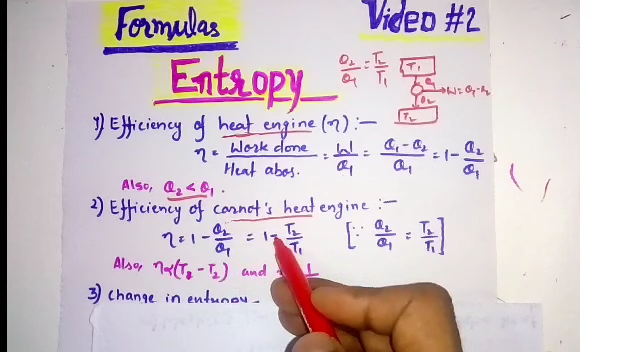 Formulas
Video #2
Entropy
Q₂/Q₁ = T₂/T₁
T₁
Q₁
W = Q₁-Q₂
Q₂
T₂
1) Efficiency of heat engine (η) :-
η = Work done / Heat abos. = W/Q₁ = Q₁-Q₂/Q₁ = 1 - Q₂/Q₁
Also, Q₂ < Q₁.
2) Efficiency of carnot's heat engine :-
η = 1 - Q₂/Q₁ = 1 - T₂/T₁ [∵ Q₂/Q₁ = T₂/T₁]
Also, η∝(T₁ - T₂) and
3) change in entropy -